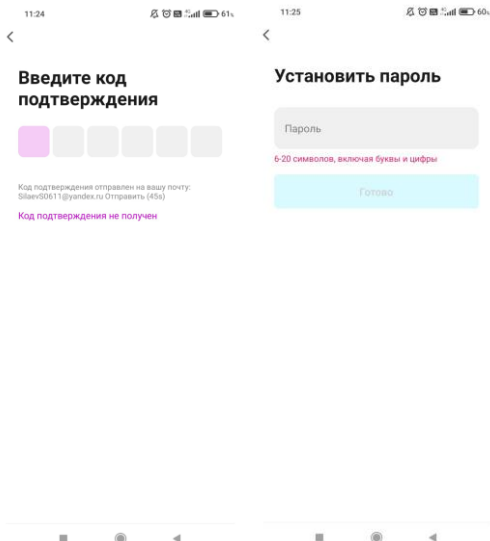 11:24
61%
Введите код
подтверждения
Код подтверждения отправлен на вашу почту:
SilaevS0611@yandex.ru Отправить (45s)
Код подтверждения не получен
11:25
60%
Установить пароль
Пароль
6-20 символов, включая буквы и цифры
Готово